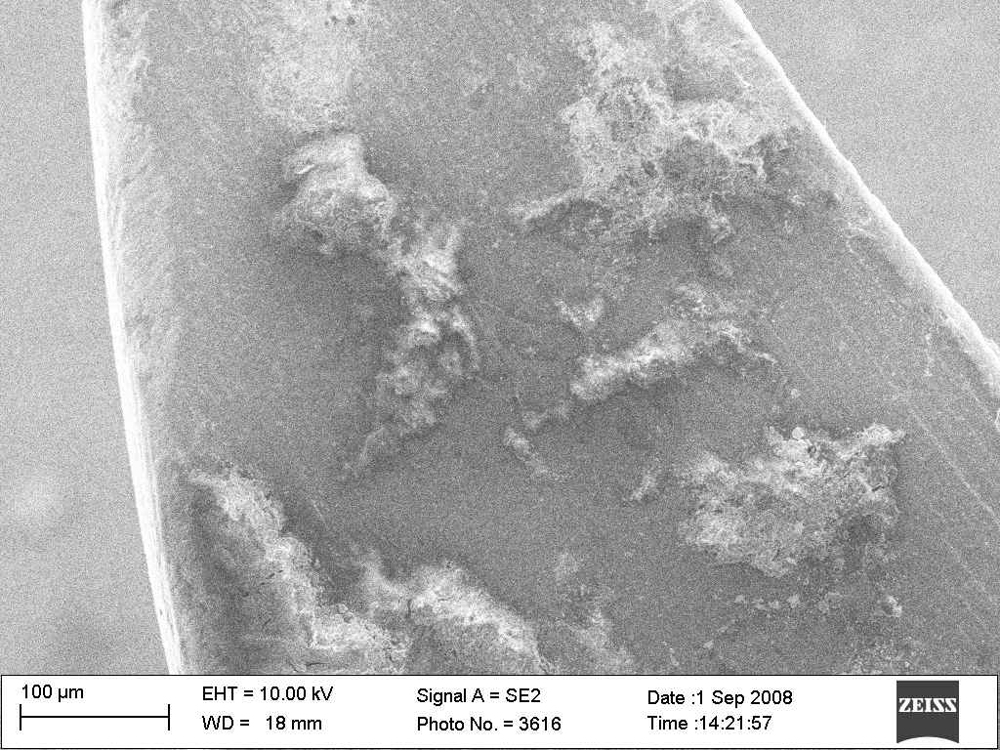 100 µm
EHT = 10.00 kV
WD = 18 mm
Signal A = SE2
Photo No. = 3616
Date :1 Sep 2008
Time :14:21:57
ZEISS